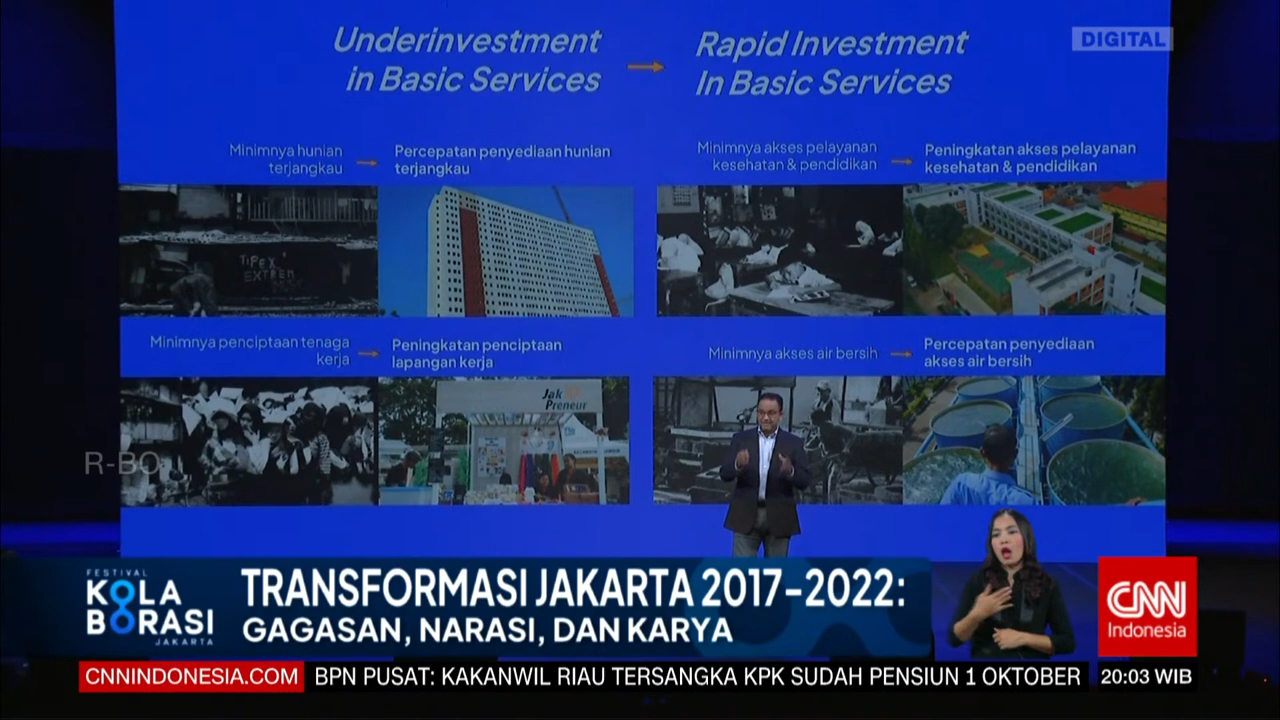 Underinvestment
in Basic Services
Rapid Investment
In Basic Services
DIGITAL
Minimnya hunian
terjangkau
Percepatan penyediaan hunian
terjangkau
Minimnya akses pelayanan
kesehatan & pendidikan
Peningkatan akses pelayanan
kesehatan & pendidikan
TiPEX
EXTREM
Minimnya penciptaan tenaga
kerja
Peningkatan penciptaan
lapangan kerja
Minimnya akses air bersih
Percepatan penyediaan
akses air bersih
Jak
Preneur
R-BO
FESTIVAL
KOLA
BORASI
JAKARTA
TRANSFORMASI JAKARTA 2017-2022:
GAGASAN, NARASI, DAN KARYA
CNN
Indonesia
CNNINDONESIA.COM
BPN PUSAT: KAKANWIL RIAU TERSANGKA KPK SUDAH PENSIUN 1 OKTOBER
20:03 WIB